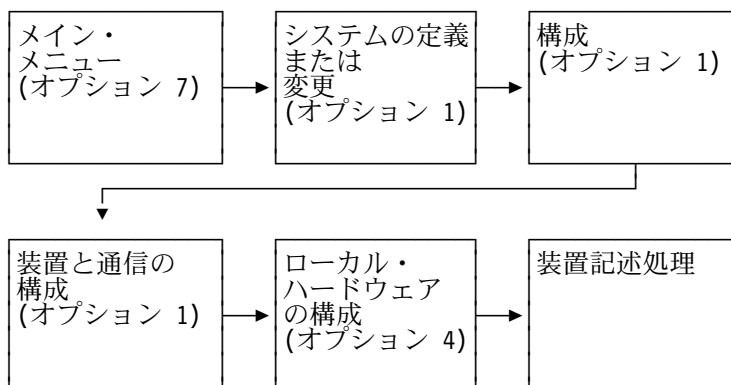 メイン・
メニュー
(オプション 7)
システムの定義
または
変更
(オプション 1)
構成
(オプション 1)
装置と通信の
構成
(オプション 1)
ローカル・
ハードウェア
の構成
(オプション 4)
装置記述処理